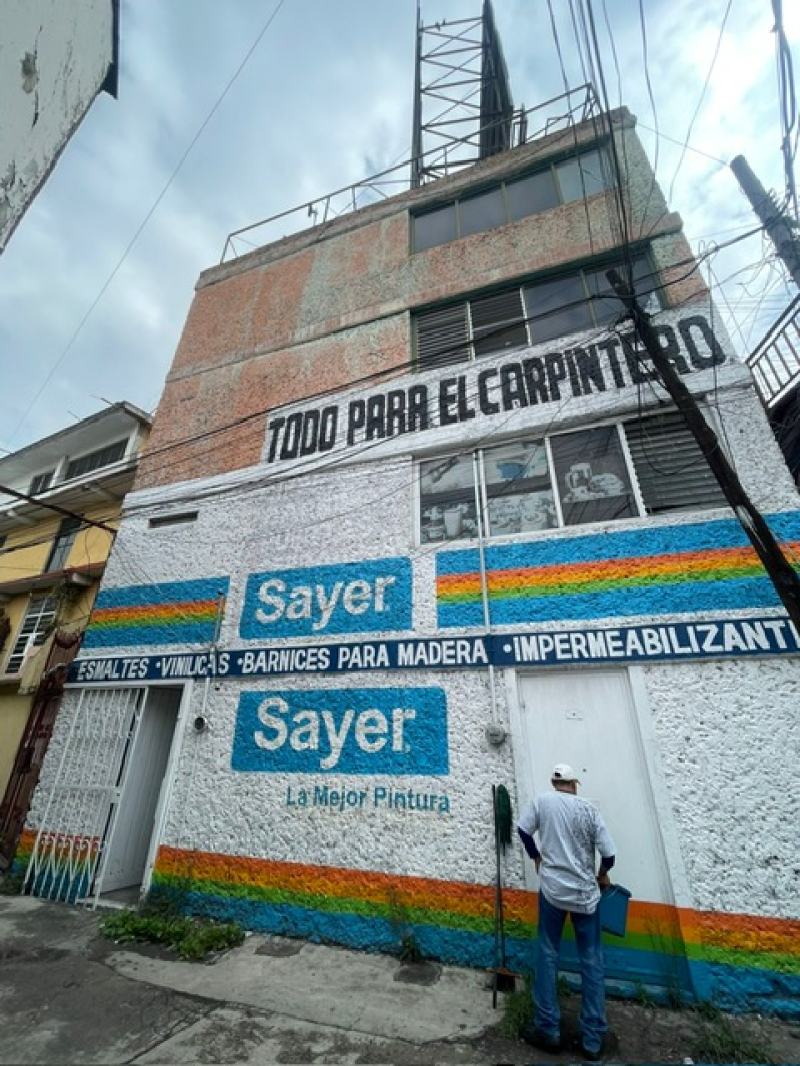 TODO PARA EL CARPINTERO
Sayer
ESMALTES • VINILICAS • BARNICES PARA MADERA • IMPERMEABILIZANT
Sayer
La Mejor Pintura